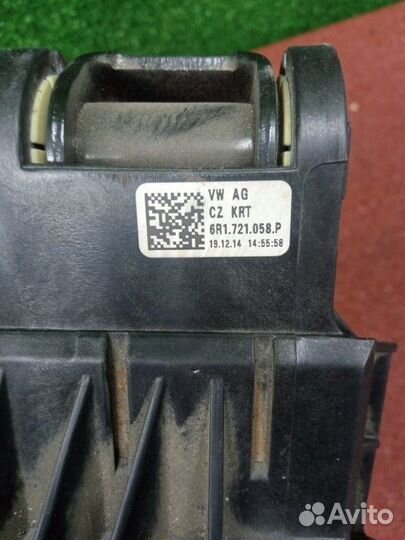 VW AG
CZ KRT
6R1.721.058.P
19.12.14 14:55:58
Avito